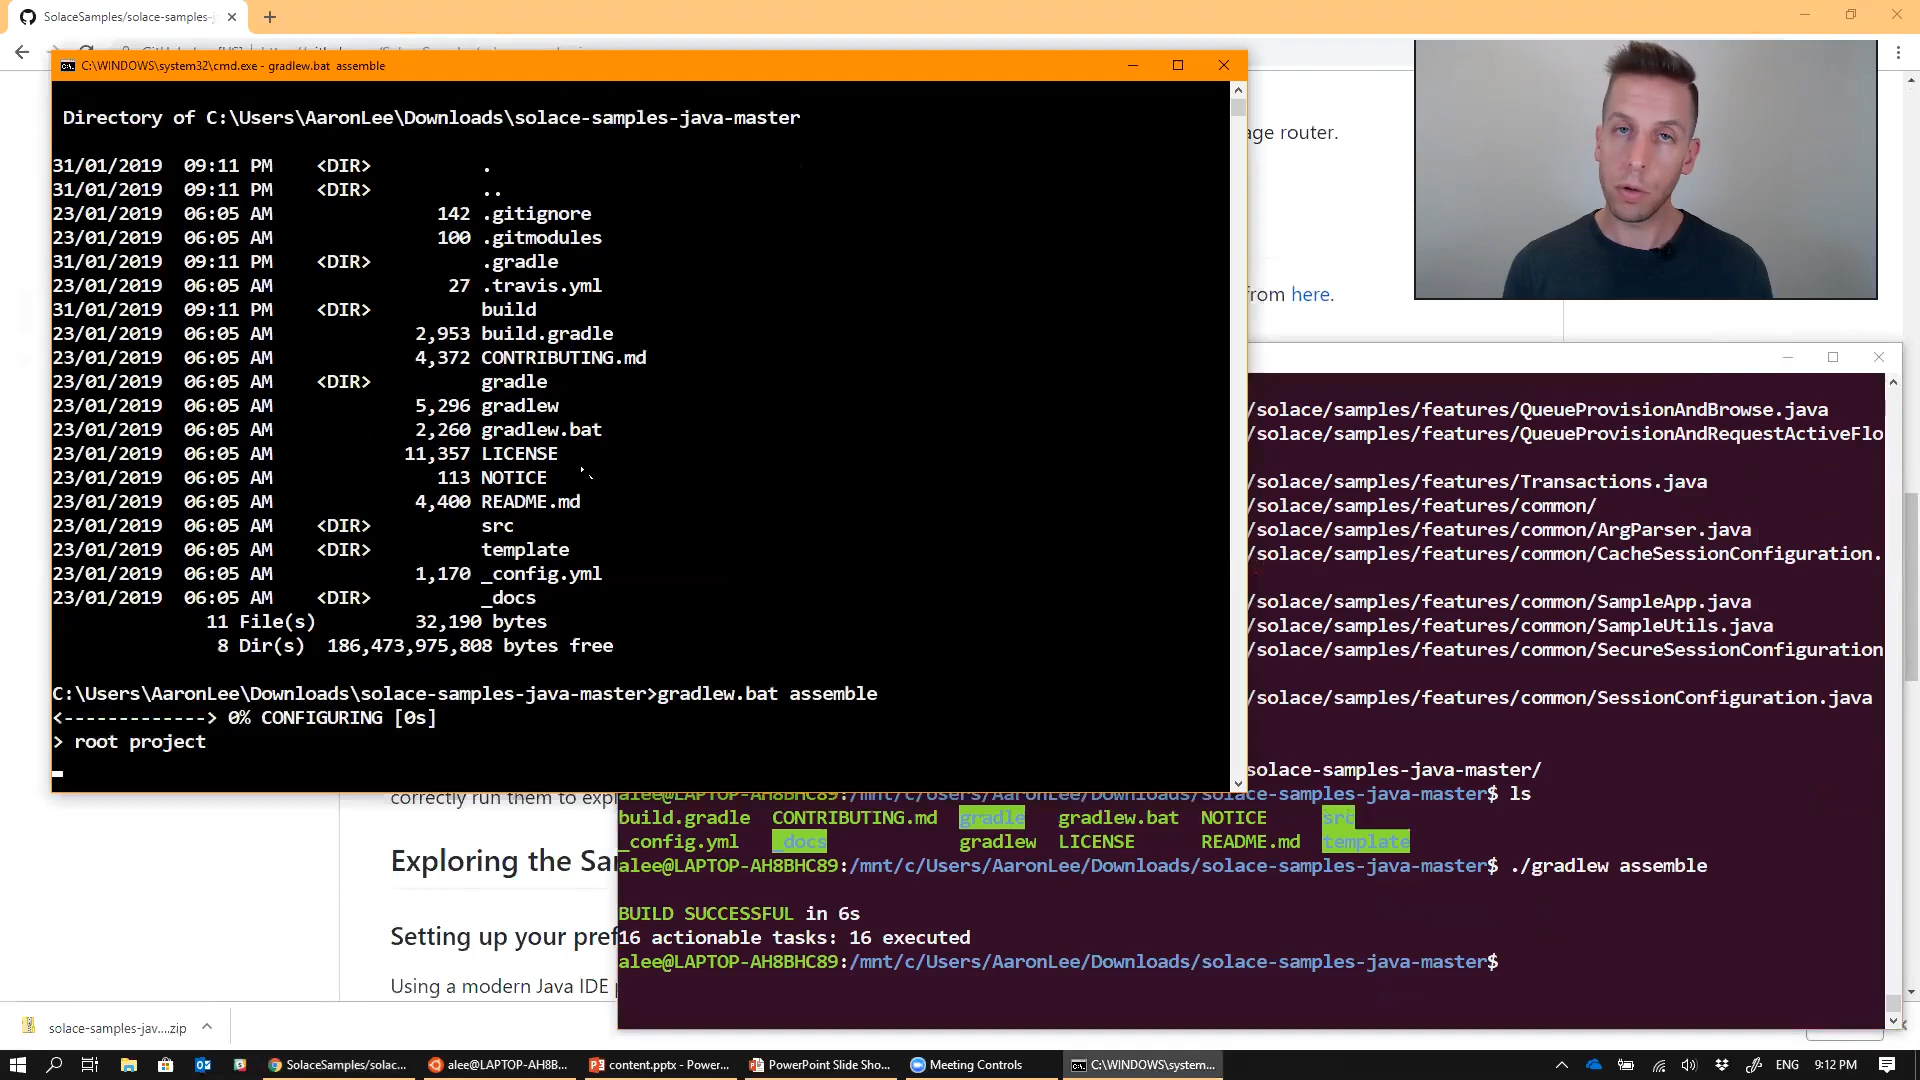 SolaceSamples/solace-samples-j
C:\WINDOWS\system32\cmd.exe - gradlew.bat  assemble
Directory of C:\Users\AaronLee\Downloads\solace-samples-java-master
31/01/2019  09:11 PM    <DIR>          .
31/01/2019  09:11 PM    <DIR>          ..
23/01/2019  06:05 AM               142 .gitignore
23/01/2019  06:05 AM               100 .gitmodules
31/01/2019  09:11 PM    <DIR>          .gradle
23/01/2019  06:05 AM                27 .travis.yml
31/01/2019  09:11 PM    <DIR>          build
23/01/2019  06:05 AM             2,953 build.gradle
23/01/2019  06:05 AM             4,372 CONTRIBUTING.md
23/01/2019  06:05 AM    <DIR>          gradle
23/01/2019  06:05 AM             5,296 gradlew
23/01/2019  06:05 AM             2,260 gradlew.bat
23/01/2019  06:05 AM            11,357 LICENSE
23/01/2019  06:05 AM               113 NOTICE
23/01/2019  06:05 AM             4,400 README.md
23/01/2019  06:05 AM    <DIR>          src
23/01/2019  06:05 AM    <DIR>          template
23/01/2019  06:05 AM             1,170 _config.yml
23/01/2019  06:05 AM    <DIR>          _docs
11 File(s)         32,190 bytes
8 Dir(s)  186,473,975,808 bytes free
C:\Users\AaronLee\Downloads\solace-samples-java-master>gradlew.bat assemble
<-------------> 0% CONFIGURING [0s]
> root project
age router.
from here.
/solace/samples/features/QueueProvisionAndBrowse.java
/solace/samples/features/QueueProvisionAndRequestActiveFlo
/solace/samples/features/Transactions.java
/solace/samples/features/common/
/solace/samples/features/common/ArgParser.java
/solace/samples/features/common/CacheSessionConfiguration.
/solace/samples/features/common/SampleApp.java
/solace/samples/features/common/SampleUtils.java
/solace/samples/features/common/SecureSessionConfiguration
/solace/samples/features/common/SessionConfiguration.java
solace-samples-java-master/
alee@LAPTOP-AH8BHC89:/mnt/c/Users/AaronLee/Downloads/solace-samples-java-master$ ls
build.gradle  CONTRIBUTING.md  gradle   gradlew.bat  NOTICE     src
_config.yml   _docs            gradlew  LICENSE      README.md  template
alee@LAPTOP-AH8BHC89:/mnt/c/Users/AaronLee/Downloads/solace-samples-java-master$ ./gradlew assemble
BUILD SUCCESSFUL in 6s
16 actionable tasks: 16 executed
alee@LAPTOP-AH8BHC89:/mnt/c/Users/AaronLee/Downloads/solace-samples-java-master$
correctly run them to expl
Exploring the Sa
Setting up your pref
Using a modern Java IDE
solace-samples-jav....zip
SolaceSamples/solac...
alee@LAPTOP-AH8B...
content.pptx - Power...
PowerPoint Slide Sho...
Meeting Controls
C:\WINDOWS\system...
ENG
9:12 PM